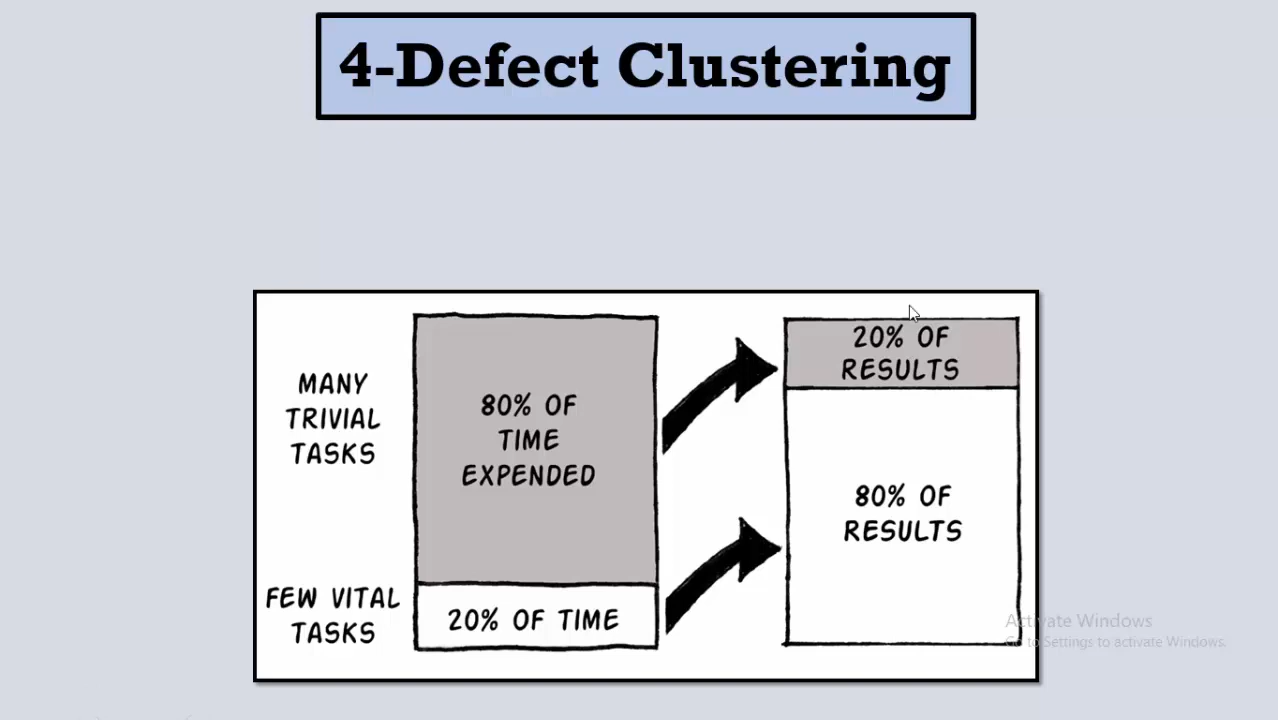 4-Defect Clustering
MANY
TRIVIAL
TASKS
80% OF
TIME
EXPENDED
20% OF
RESULTS
80% OF
RESULTS
FEW VITAL
TASKS
20% OF TIME
Activate Windows
Go to Settings to activate Windows.